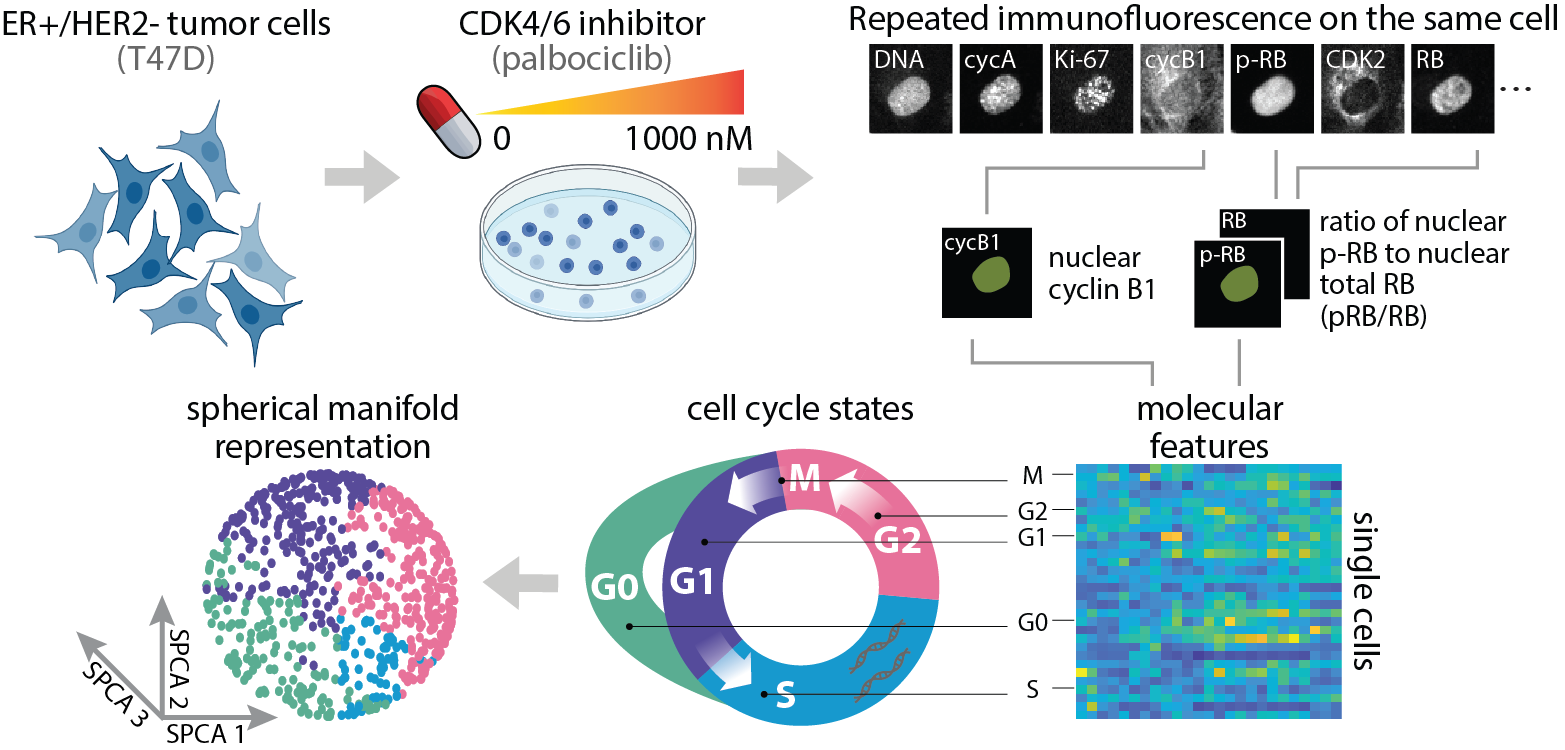 ER+/HER2- tumor cells
(T47D)
CDK4/6 inhibitor
(palbociclib)
0
1000 nM
Repeated immunofluorescence on the same cell
DNA
cycA
Ki-67
cycB1
p-RB
CDK2
RB
...
cycB1
nuclear
cyclin B1
RB
p-RB
ratio of nuclear
p-RB to nuclear
total RB
(pRB/RB)
spherical manifold
representation
SPCA 1
SPCA 2
SPCA 3
cell cycle states
M
G2
G1
G0
S
molecular
features
M
G2
G1
G0
S
single cells